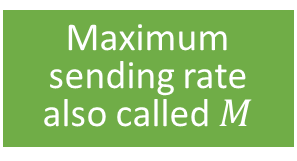 Maximum
sending rate
also called M